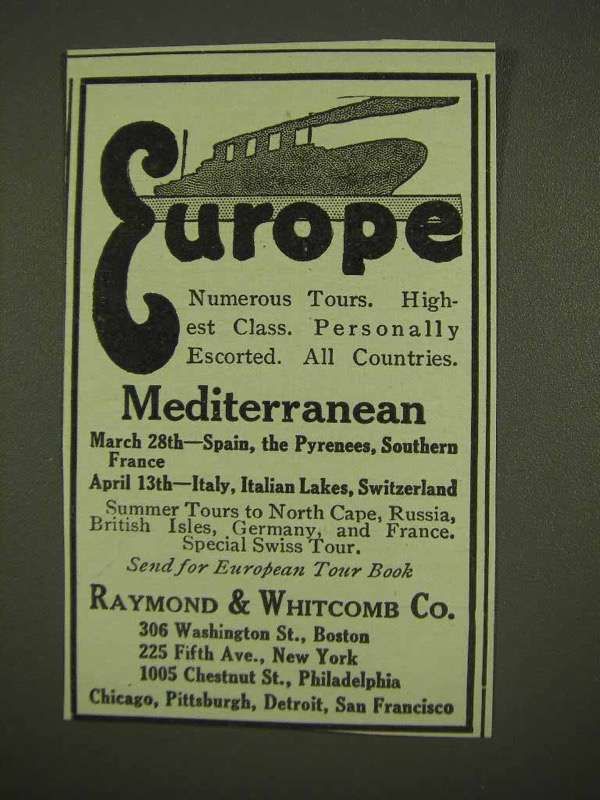 Europe
Numerous Tours. High-
est Class. Personally
Escorted. All Countries.
Mediterranean
March 28th—Spain, the Pyrenees, Southern
France
April 13th—Italy, Italian Lakes, Switzerland
Summer Tours to North Cape, Russia,
British Isles, Germany, and France.
Special Swiss Tour.
Send for European Tour Book
RAYMOND & WHITCOMB CO.
306 Washington St., Boston
225 Fifth Ave., New York
1005 Chestnut St., Philadelphia
Chicago, Pittsburgh, Detroit, San Francisco